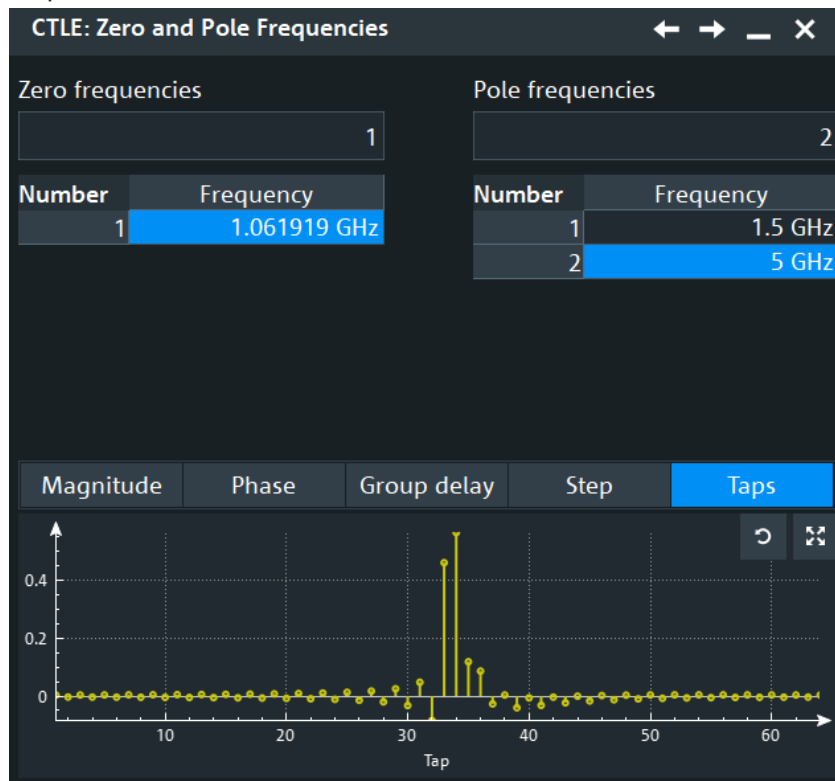 CTLE: Zero and Pole Frequencies
Zero frequencies
Pole frequencies
1
2
Number Frequency
1 1.061919 GHz
Number Frequency
1 1.5 GHz
2 5 GHz
Magnitude Phase Group delay Step Taps
0.4
0.2
0
10 20 30 40 50 60
Tap